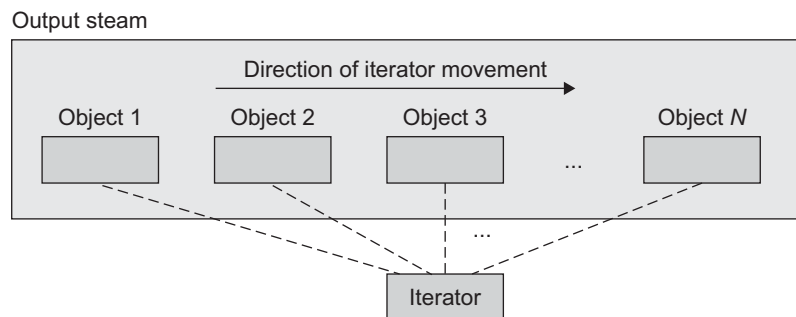 Output steam
Direction of iterator movement
Object 1 Object 2 Object 3 Object N
...
...
Iterator